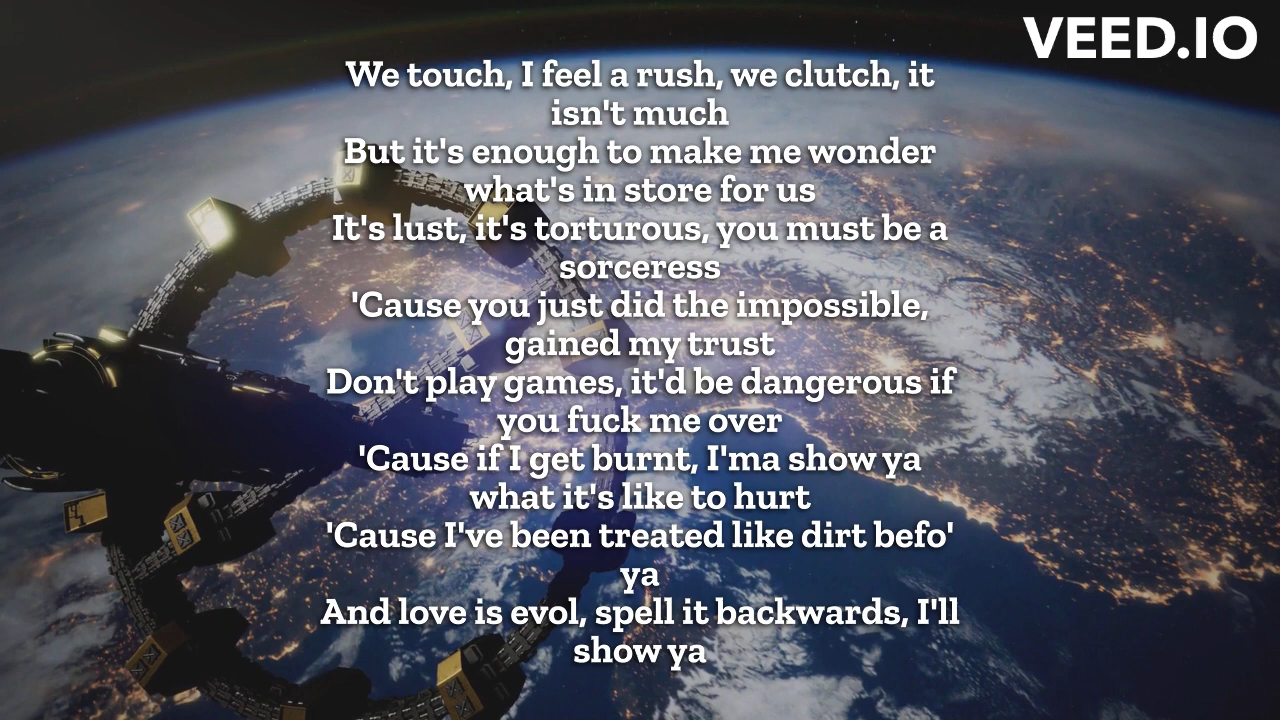 VEED.IO
We touch, I feel a rush, we clutch, it
isn't much
But it's enough to make me wonder
what's in store for us
It's lust, it's torturous, you must be a
sorceress
'Cause you just did the impossible,
gained my trust
Don't play games, it'd be dangerous if
you fuck me over
'Cause if I get burnt, I'ma show ya
what it's like to hurt
'Cause I've been treated like dirt befo'
ya
And love is evol, spell it backwards, I'll
show ya